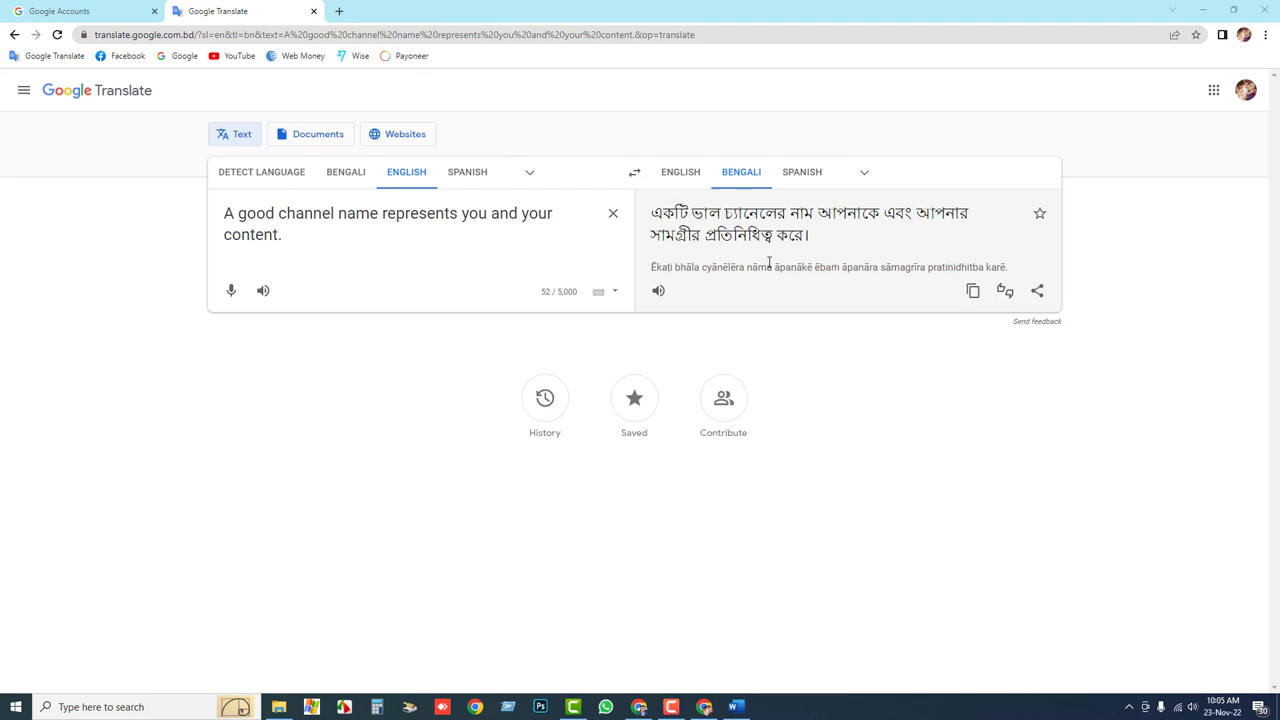 Google Accounts
Google Translate
translate.google.com.bd/?sl=en&tl=bn&text=A%20good%20channel%20name%20represents%20you%20and%20your%20content.&op=translate
Google Translate Facebook Google YouTube Web Money Wise Payoneer
Google Translate
Text Documents Websites
DETECT LANGUAGE BENGALI ENGLISH SPANISH ENGLISH BENGALI SPANISH
A good channel name represents you and your
content.
52 / 5,000
একটি ভাল চ্যানেলের নাম আপনাকে এবং আপনার
সামগ্রীর প্রতিনিধিত্ব করে।
Ēkaṭi bhāla cyānēlēra nāma āpanākē ēbaṁ āpanāra sāmagrīra pratinidhitba karē.
Send feedback
History Saved Contribute
Type here to search
10:05 AM
23-Nov-22
30